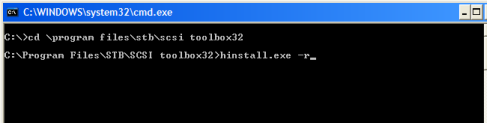 C:\WINDOWS\system32\cmd.exe
C:\>cd \program files\stb\scsi toolbox32
C:\Program Files\STB\SCSI toolbox32>hinstall.exe -r_